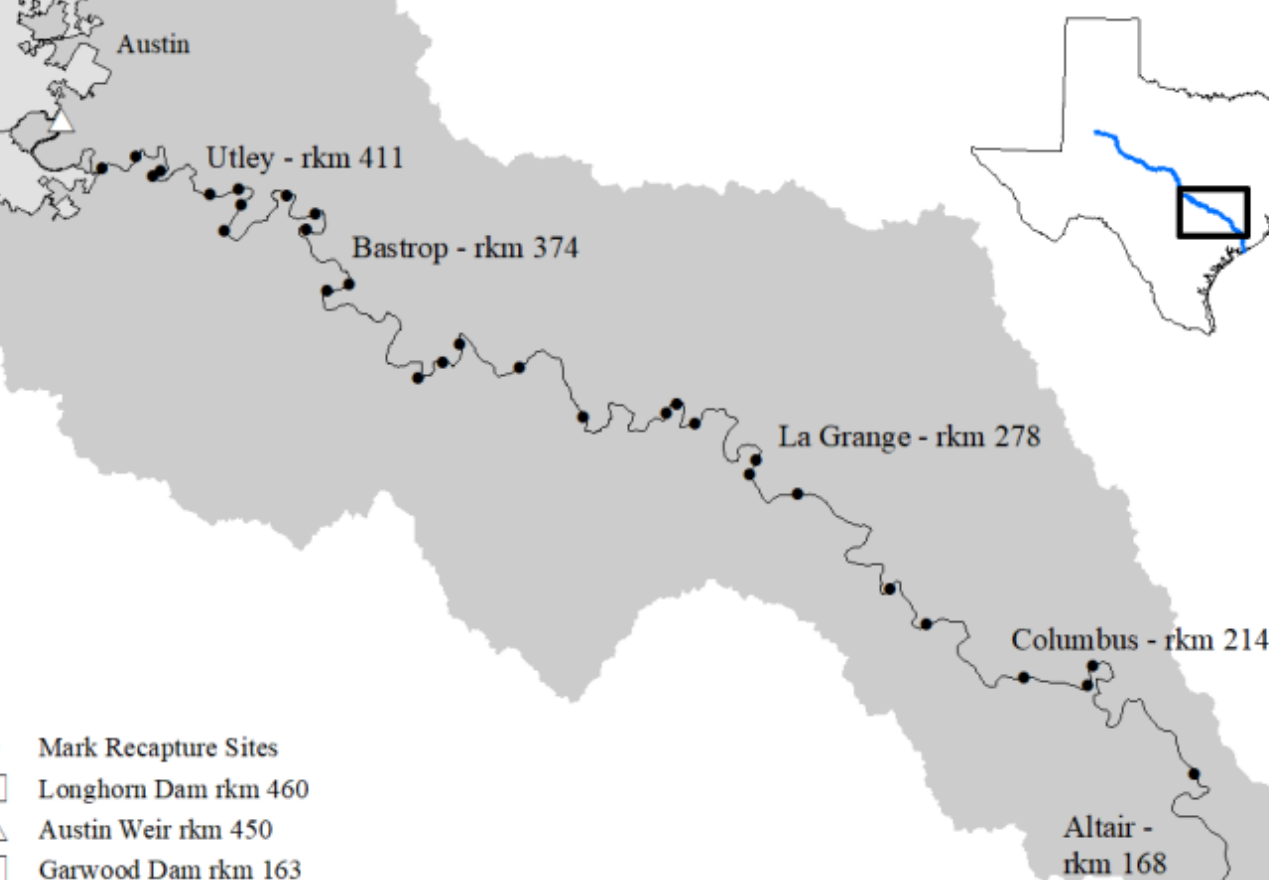 Austin
Utley - rkm 411
Bastrop - rkm 374
La Grange - rkm 278
Columbus - rkm 214
Altair -
rkm 168
Mark Recapture Sites
Longhorn Dam rkm 460
Austin Weir rkm 450
Garwood Dam rkm 163